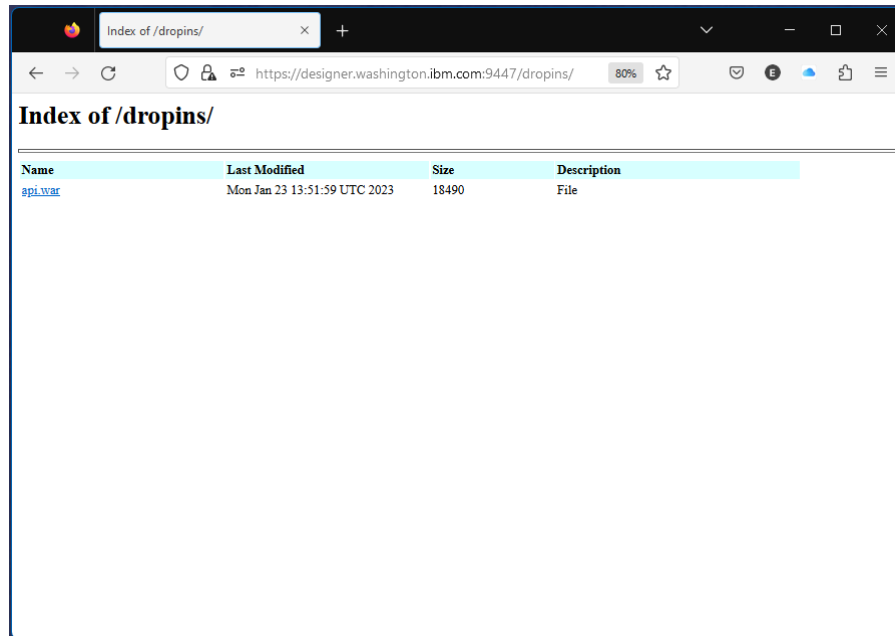 Index of /dropins/
https://designer.washington.ibm.com:9447/dropins/ 80% E
Index of /dropins/
Name Last Modified Size Description
api.war Mon Jan 23 13:51:59 UTC 2023 18490 File